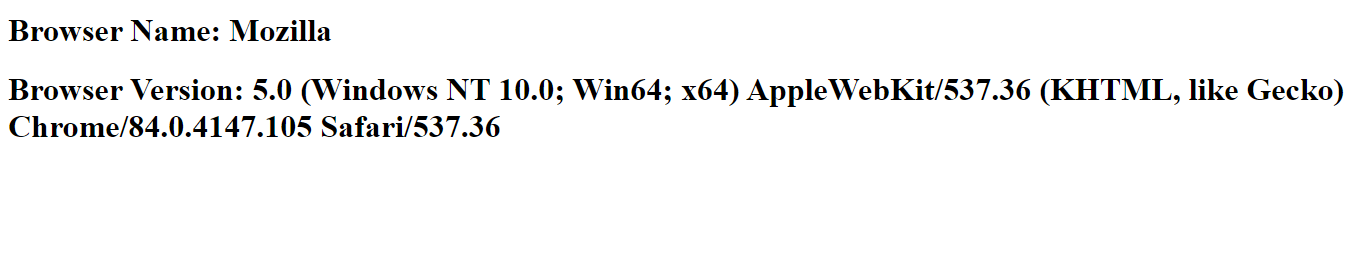 Browser Name: Mozilla
Browser Version: 5.0 (Windows NT 10.0; Win64; x64) AppleWebKit/537.36 (KHTML, like Gecko)
Chrome/84.0.4147.105 Safari/537.36